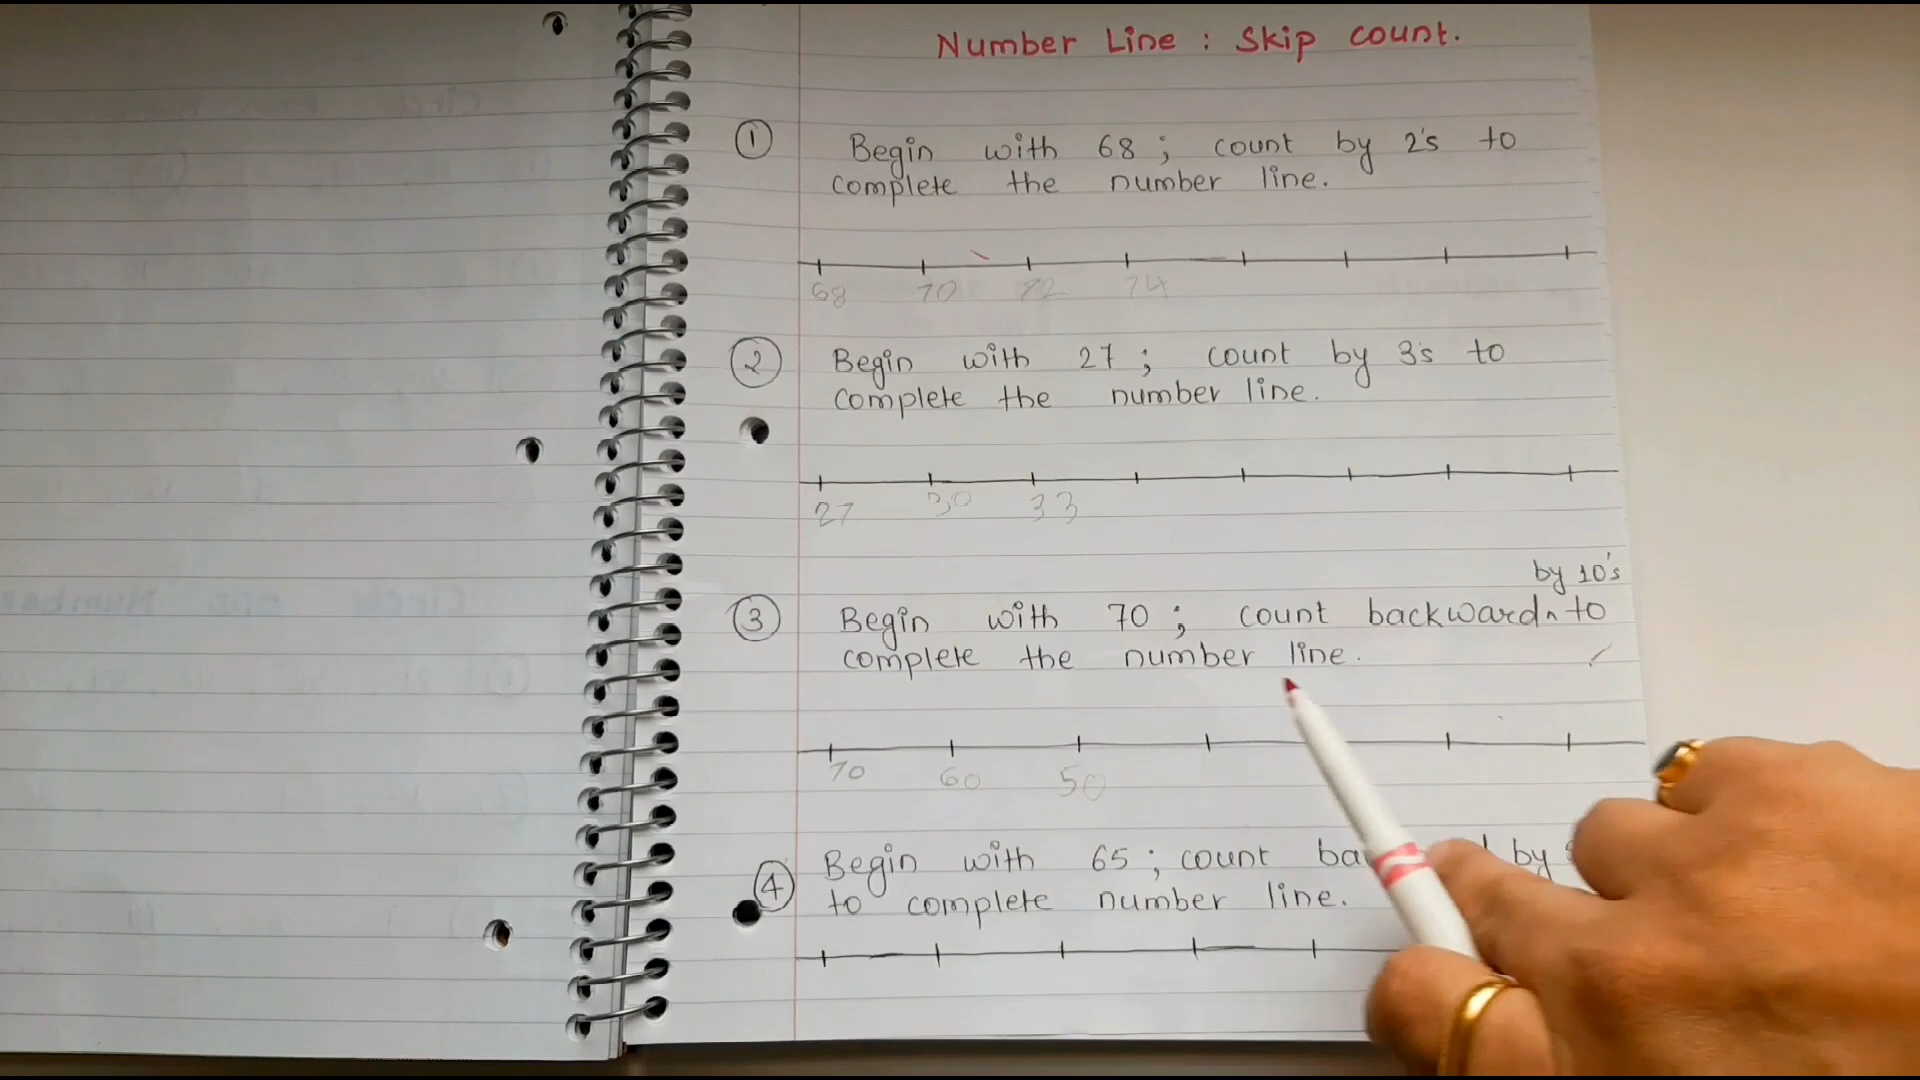 Number Line : Skip count.
① Begin with 68 ; count by 2's to
complete the number line.
68 70 72 74
② Begin with 27 ; count by 3's to
complete the number line.
27 30 33
by 10's
③ Begin with 70 ; count backward ^ to
complete the number line.
70 60 50
④ Begin with 65 ; count by
to complete number line.